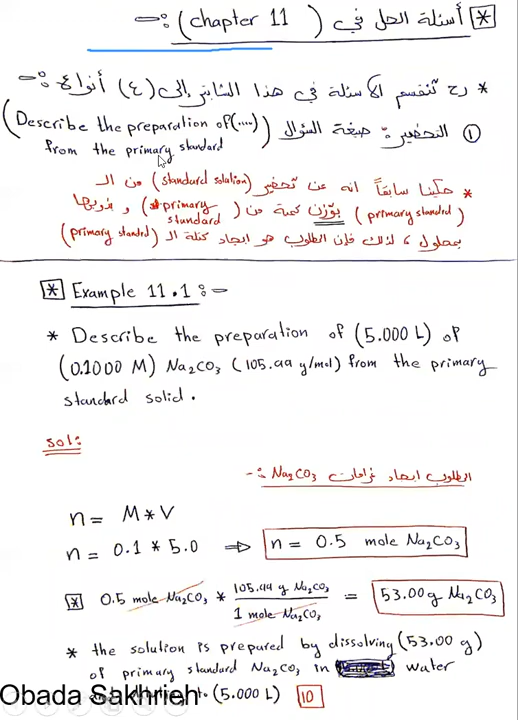 * أسئلة الحل في (chapter 11) :-
* رح تنقسم الأسئلة في هذا الشابتر إلى (٤) أنواع :-
① التحضير : صيغة السؤال (Describe the preparation of(....)
from the primary standard)
* حكينا سابقاً انه عن تحضير (standard solution) من الـ
(primary standred) بوزن كمية من (primary standard*) و
بمحلول ، لذلك فإن المطلوب هو ايجاد كتلة الـ (primary standred)
* Example 11.1 :-
* Describe the preparation of (5.000 L) of
(0.1000 M) Na₂CO₃ (105.99 g/mol) from the primary
standard solid.
sol:
المطلوب ايجاد غرامات Na₂CO₃ :-
n = M * V
n = 0.1 * 5.0 ⇒ n = 0.5 mole Na₂CO₃
* 0.5 mole Na₂CO₃ * 105.99 g Na₂CO₃ / 1 mole Na₂CO₃ = 53.00 g Na₂CO₃
* the solution is prepared by dissolving (53.00 g)
of primary standard Na₂CO₃ in water
Obada Sakhrieh to (5.000 L) 10